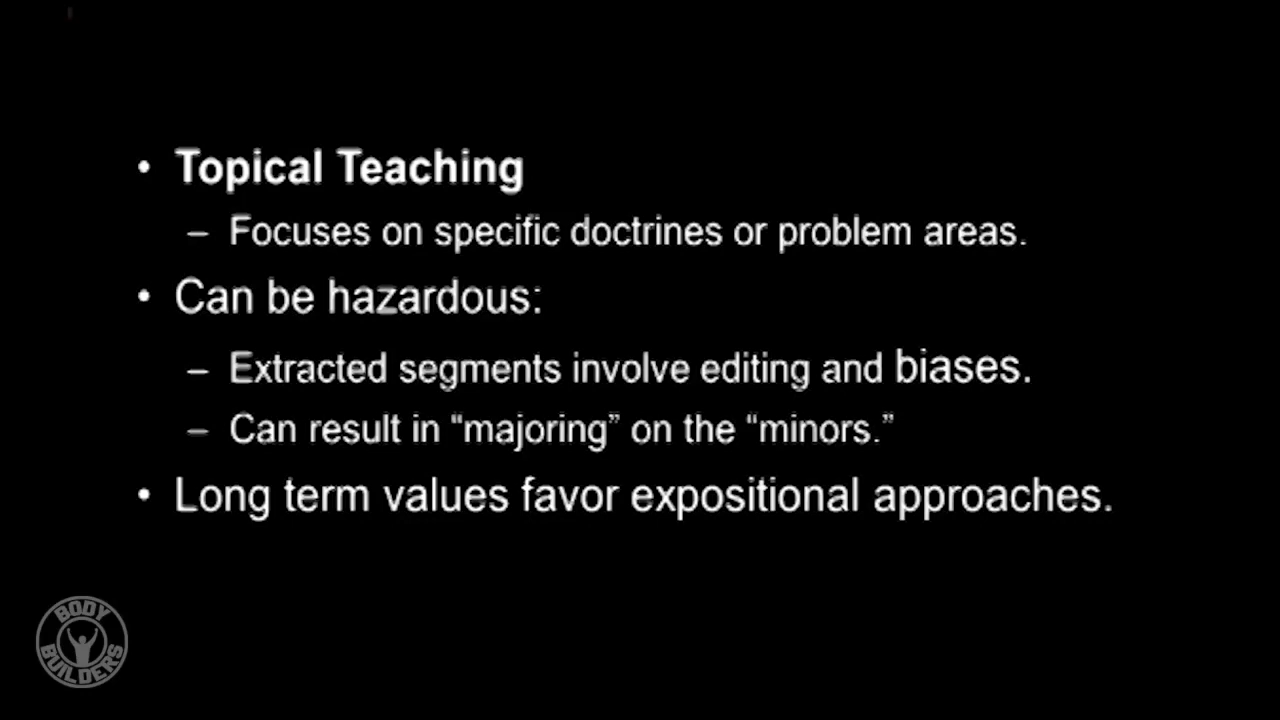 • Topical Teaching
– Focuses on specific doctrines or problem areas.
• Can be hazardous:
– Extracted segments involve editing and biases.
– Can result in “majoring” on the “minors.”
• Long term values favor expositional approaches.
BODY
BUILDERS